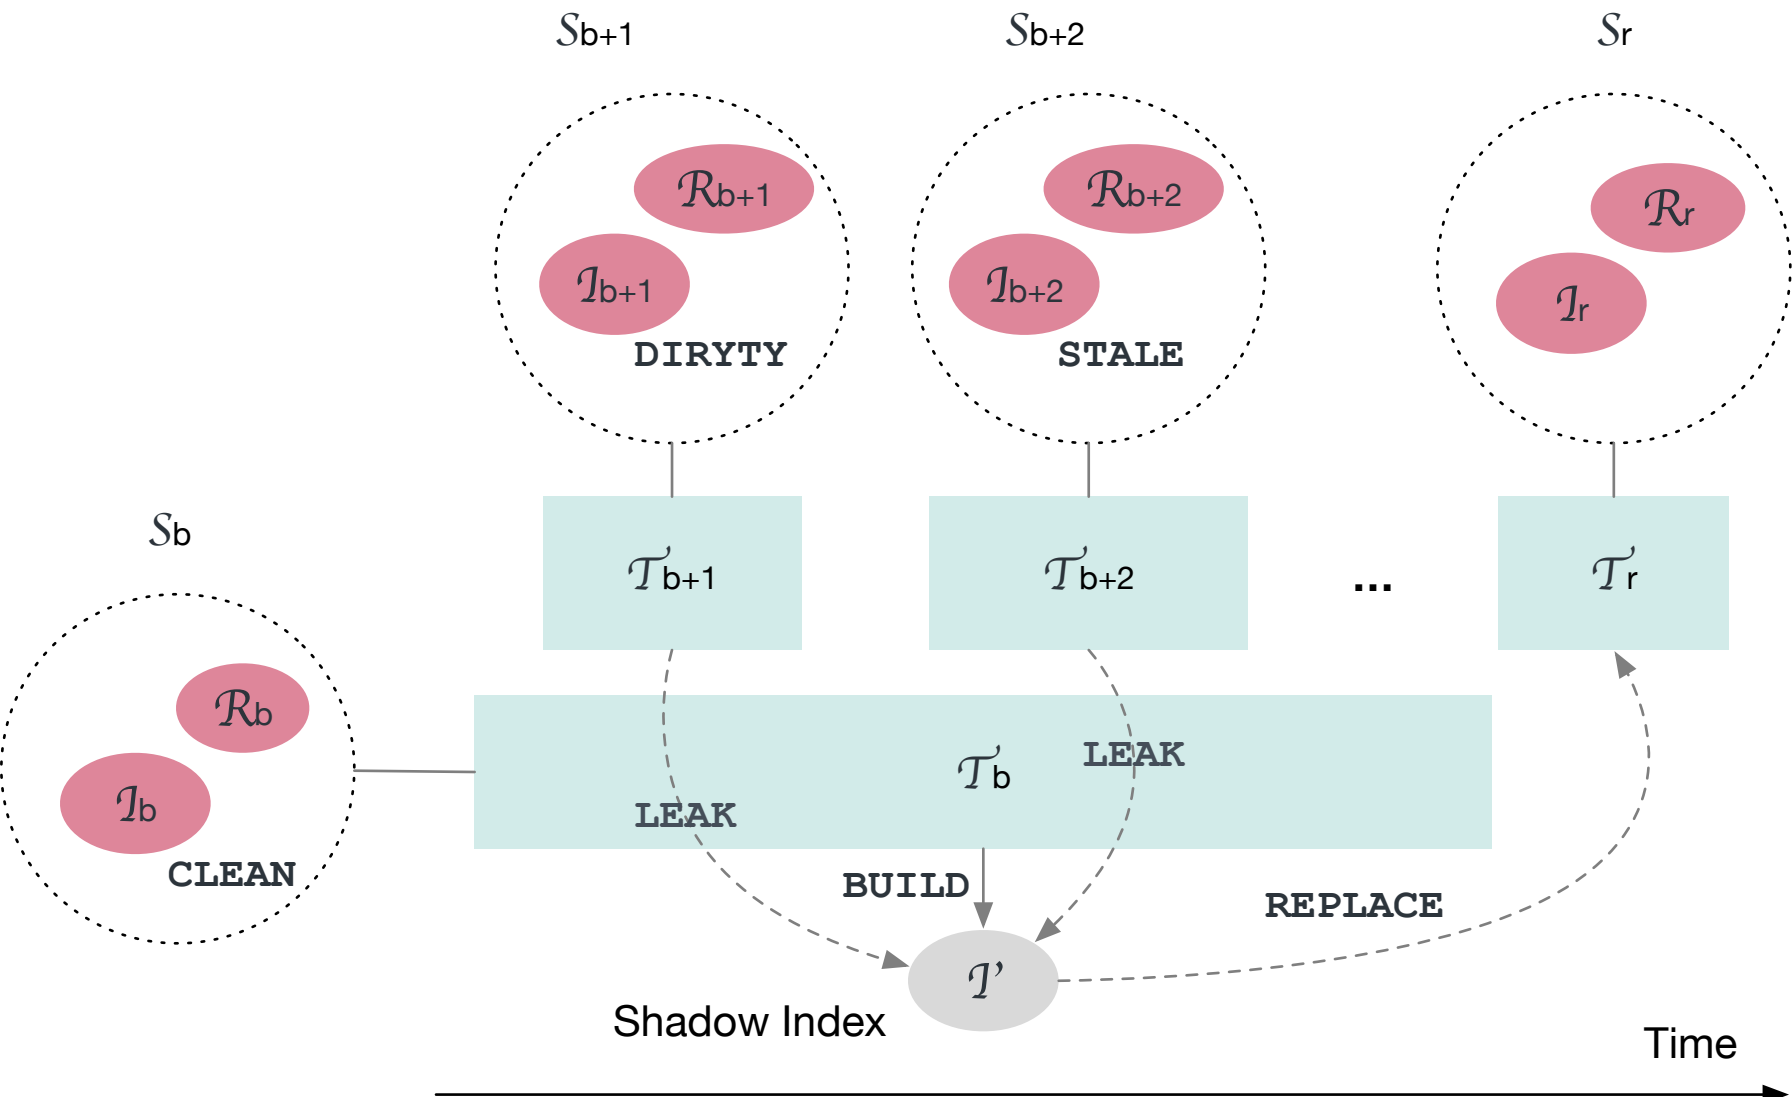 𝒮b+1
𝒮b+2
𝒮r
ℛb+1
ℛb+2
ℛr
ℐb+1
ℐb+2
ℐr
DIRYTY
STALE
𝒮b
𝒯b+1
𝒯b+2
...
𝒯r
ℛb
ℐb
CLEAN
𝒯b
LEAK
LEAK
BUILD
REPLACE
ℐ’
Shadow Index
Time